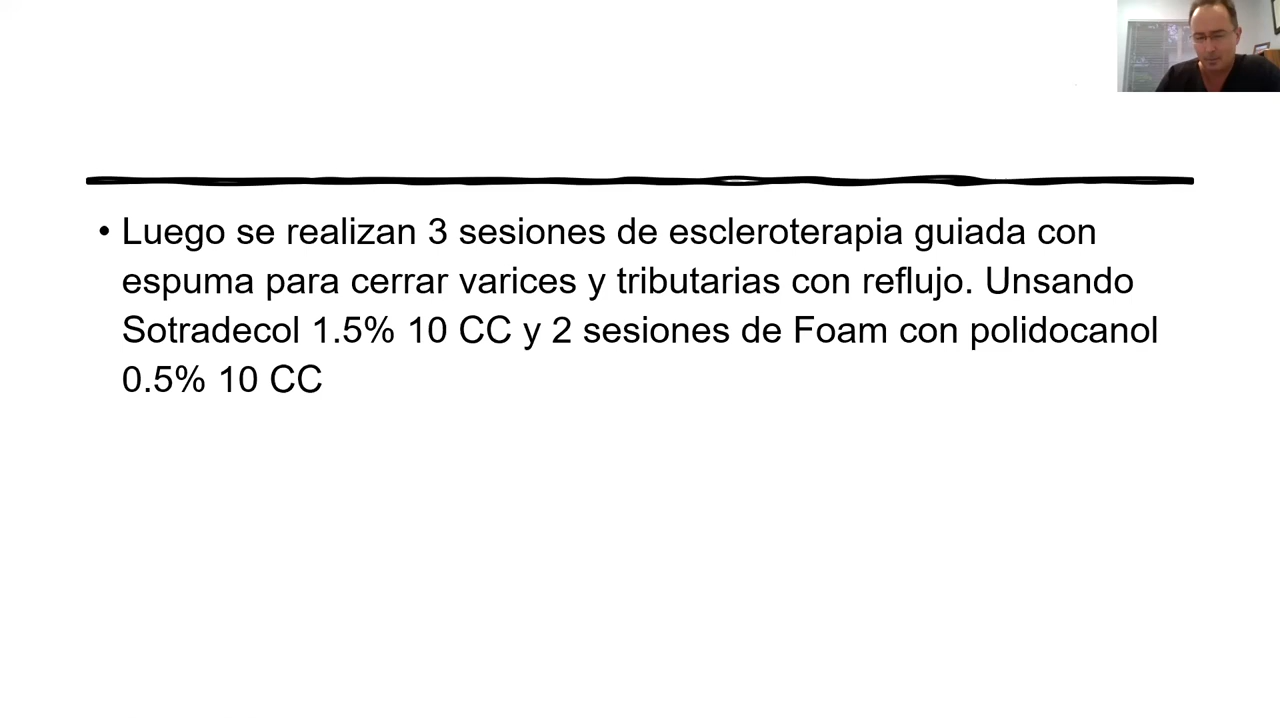 • Luego se realizan 3 sesiones de escleroterapia guiada con
espuma para cerrar varices y tributarias con reflujo. Unsando
Sotradecol 1.5% 10 CC y 2 sesiones de Foam con polidocanol
0.5% 10 CC